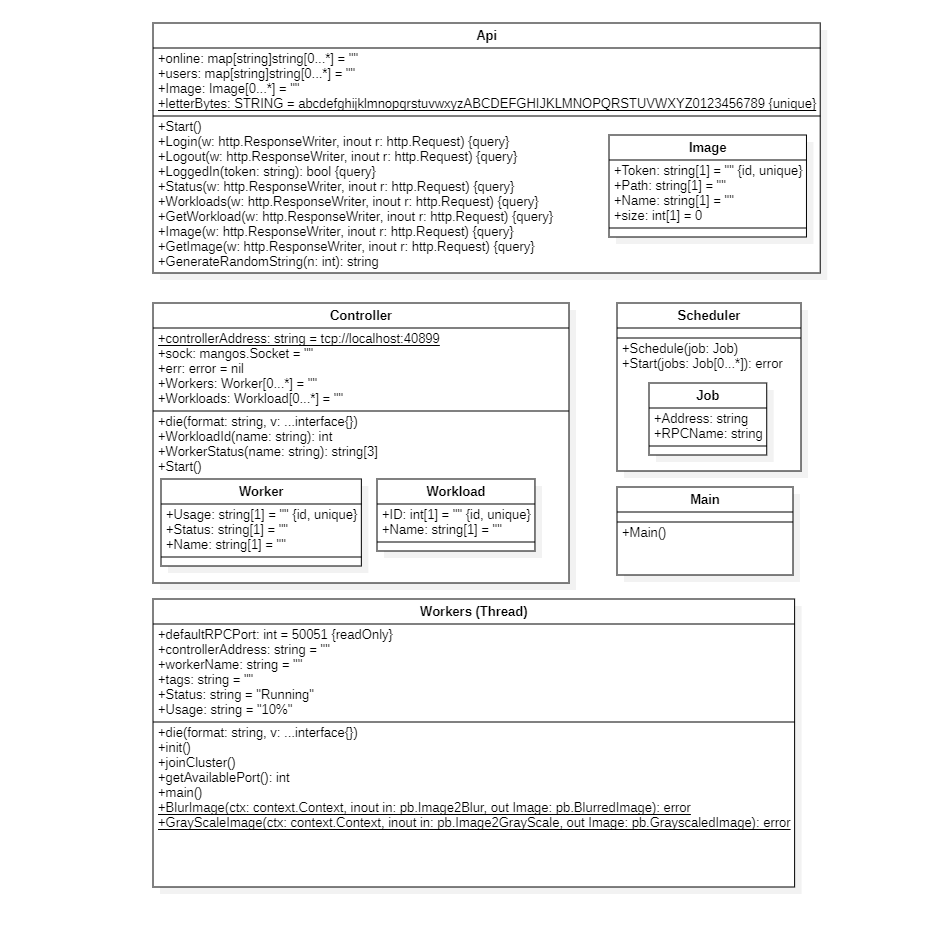 Api
+online: map[string]string[0...*] = ""
+users: map[string]string[0...*] = ""
+Image: Image[0...*] = ""
+letterBytes: STRING = abcdefghijklmnopqrstuvwxyzABCDEFGHIJKLMNOPQRSTUVWXYZ0123456789 {unique}
+Start()
+Login(w: http.ResponseWriter, inout r: http.Request) {query}
+Logout(w: http.ResponseWriter, inout r: http.Request) {query}
+LoggedIn(token: string): bool {query}
+Status(w: http.ResponseWriter, inout r: http.Request) {query}
+Workloads(w: http.ResponseWriter, inout r: http.Request) {query}
+GetWorkload(w: http.ResponseWriter, inout r: http.Request) {query}
+Image(w: http.ResponseWriter, inout r: http.Request) {query}
+GetImage(w: http.ResponseWriter, inout r: http.Request) {query}
+GenerateRandomString(n: int): string
Image
+Token: string[1] = "" {id, unique}
+Path: string[1] = ""
+Name: string[1] = ""
+size: int[1] = 0
Controller
+controllerAddress: string = tcp://localhost:40899
+sock: mangos.Socket = ""
+err: error = nil
+Workers: Worker[0...*] = ""
+Workloads: Workload[0...*] = ""
+die(format: string, v: ...interface{})
+WorkloadId(name: string): int
+WorkerStatus(name: string): string[3]
+Start()
Worker
+Usage: string[1] = "" {id, unique}
+Status: string[1] = ""
+Name: string[1] = ""
Workload
+ID: int[1] = "" {id, unique}
+Name: string[1] = ""
Scheduler
+Schedule(job: Job)
+Start(jobs: Job[0...*]): error
Job
+Address: string
+RPCName: string
Main
+Main()
Workers (Thread)
+defaultRPCPort: int = 50051 {readOnly}
+controllerAddress: string = ""
+workerName: string = ""
+tags: string = ""
+Status: string = "Running"
+Usage: string = "10%"
+die(format: string, v: ...interface{})
+init()
+joinCluster()
+getAvailablePort(): int
+main()
+BlurImage(ctx: context.Context, inout in: pb.Image2Blur, out Image: pb.BlurredImage): error
+GrayScaleImage(ctx: context.Context, inout in: pb.Image2GrayScale, out Image: pb.GrayscaledImage): error